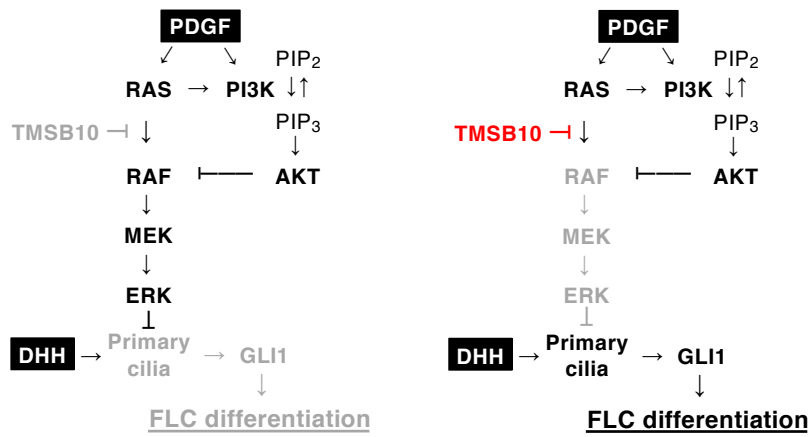 PDGF
PIP2
RAS → PI3K ↓↑
TMSB10 ⊣ ↓ PIP3
↓
RAF ⊢— AKT
↓
MEK
↓
ERK
⊥
DHH → Primary cilia → GLI1
↓
FLC differentiation
PDGF
PIP2
RAS → PI3K ↓↑
TMSB10 ⊣ ↓ PIP3
↓
RAF ⊢— AKT
↓
MEK
↓
ERK
⊥
DHH → Primary cilia → GLI1
↓
FLC differentiation